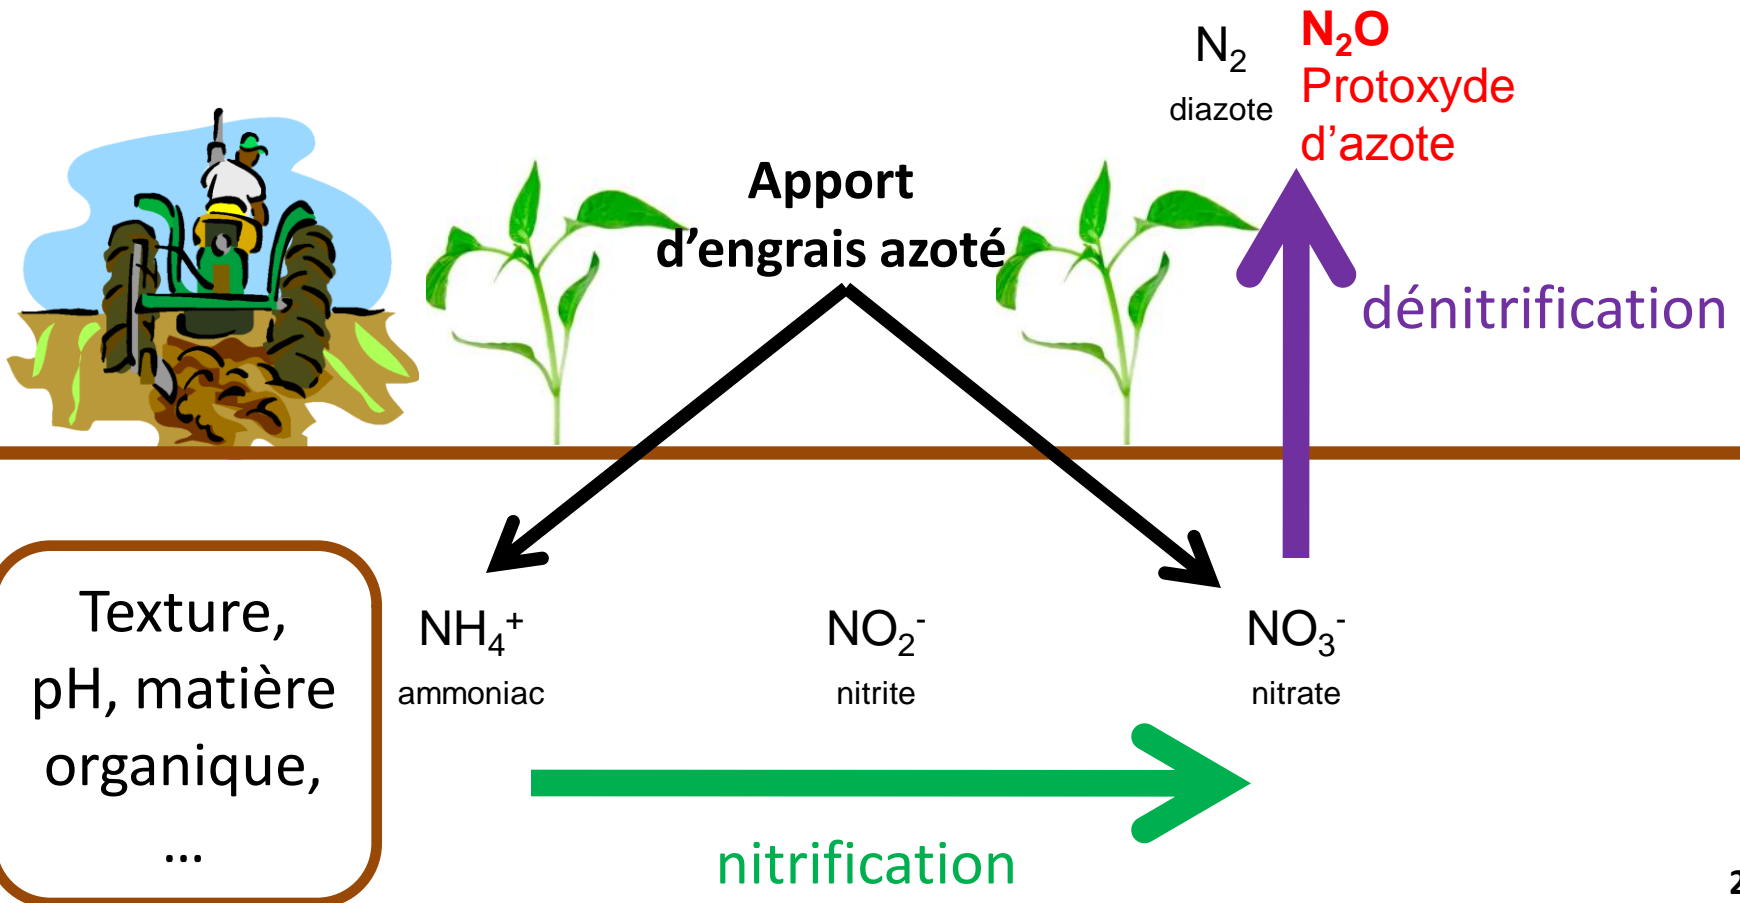 N₂
diazote
N₂O
Protoxyde
d'azote
Apport
d'engrais azoté
dénitrification
Texture,
pH, matière
organique,
...
NH₄⁺
ammoniac
NO₂⁻
nitrite
NO₃⁻
nitrate
nitrification
2